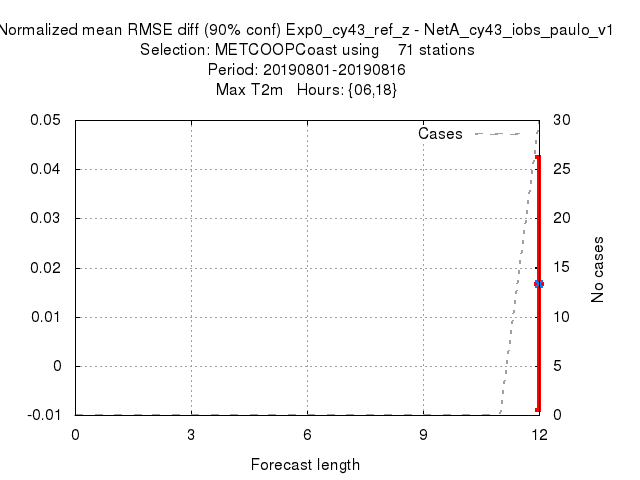 Normalized mean RMSE diff (90% conf) Exp0_cy43_ref_z - NetA_cy43_iobs_paulo_v1
Selection: METCOOPCoast using 71 stations
Period: 20190801-20190816
Max T2m Hours: {06,18}
Cases
0.05
0.04
0.03
0.02
0.01
0
-0.01
30
25
20
15
10
5
0
No cases
0 3 6 9 12
Forecast length